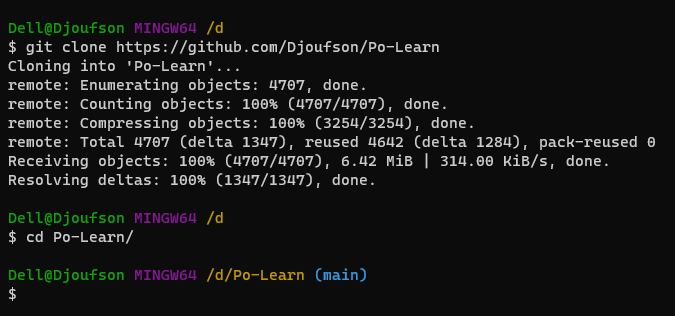 Dell@Djoufson MINGW64 /d
$ git clone https://github.com/Djoufson/Po-Learn
Cloning into 'Po-Learn'...
remote: Enumerating objects: 4707, done.
remote: Counting objects: 100% (4707/4707), done.
remote: Compressing objects: 100% (3254/3254), done.
remote: Total 4707 (delta 1347), reused 4642 (delta 1284), pack-reused 0
Receiving objects: 100% (4707/4707), 6.42 MiB | 314.00 KiB/s, done.
Resolving deltas: 100% (1347/1347), done.
Dell@Djoufson MINGW64 /d
$ cd Po-Learn/
Dell@Djoufson MINGW64 /d/Po-Learn (main)
$